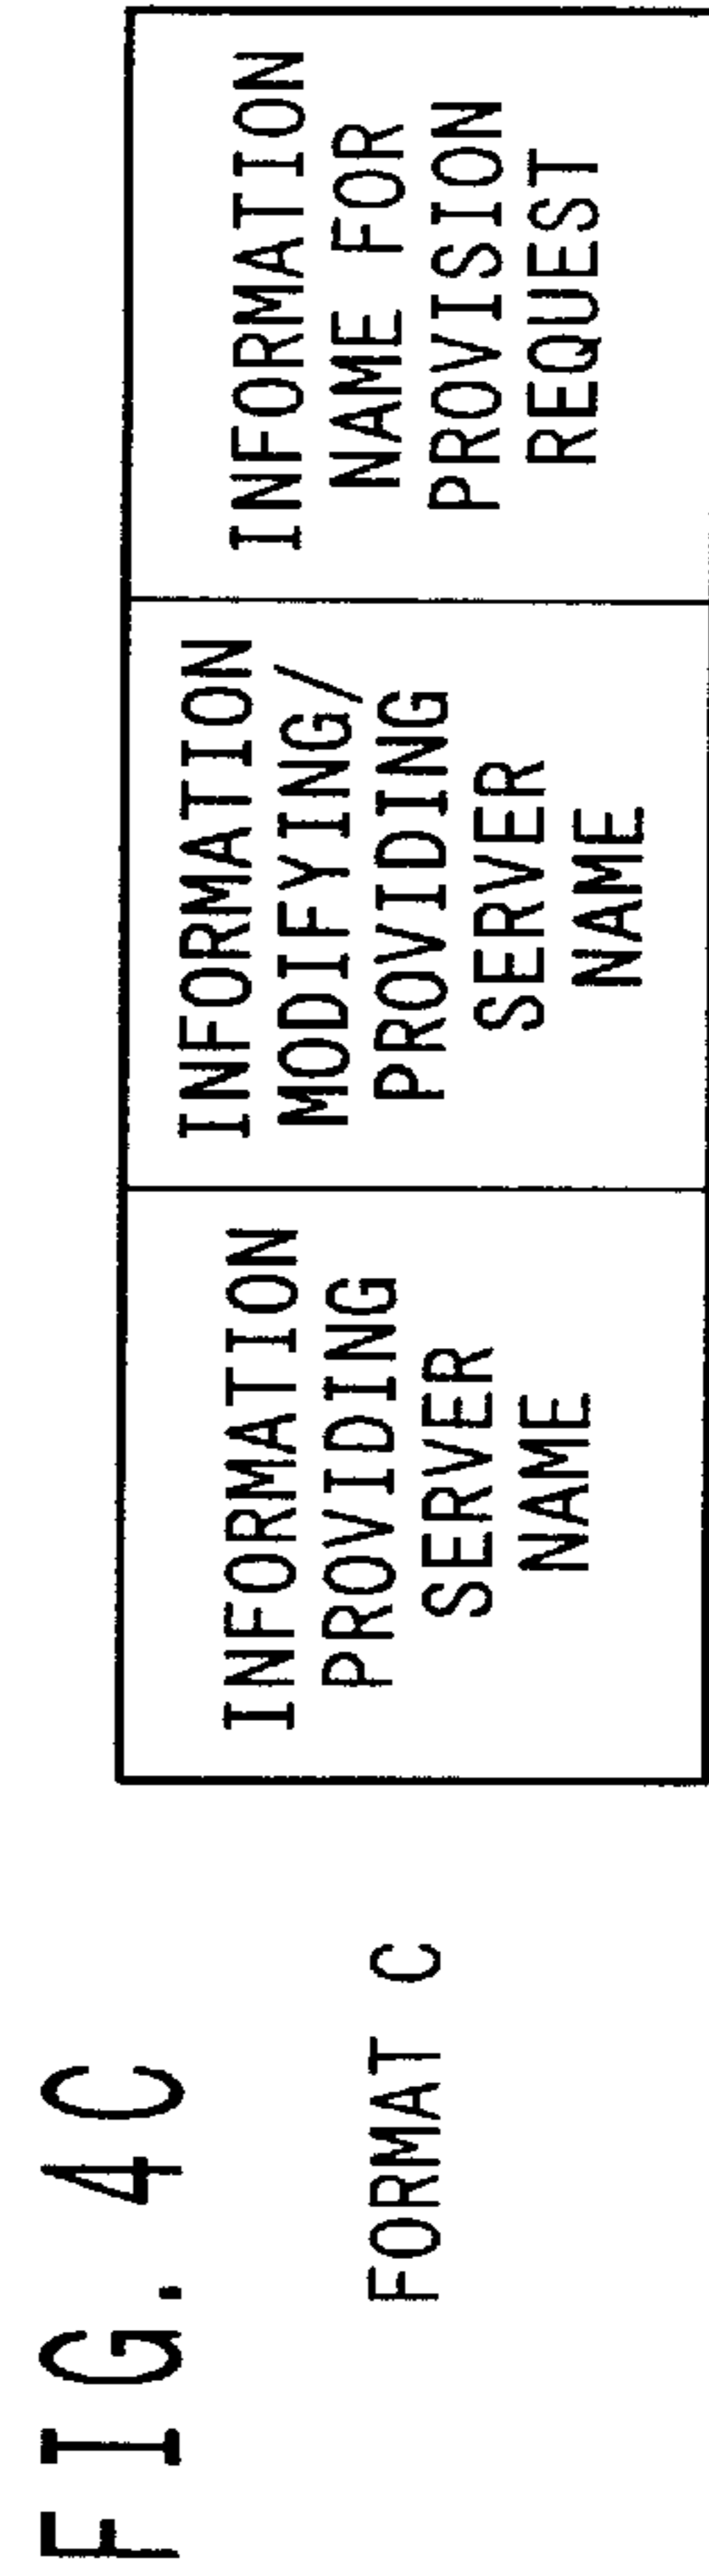 FIG. 4C
FORMAT C
INFORMATION
PROVIDING
SERVER
NAME
INFORMATION
MODIFYING/
PROVIDING
SERVER
NAME
INFORMATION
NAME FOR
PROVISION
REQUEST